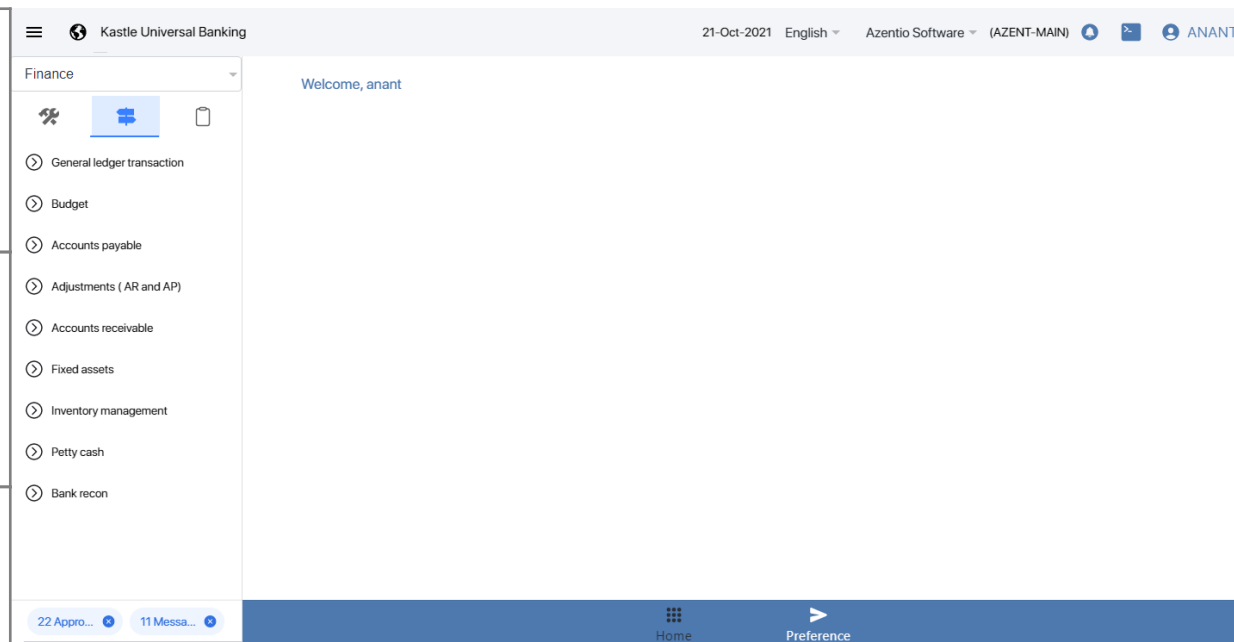 Kastle Universal Banking 21-Oct-2021 English Azentio Software (AZENT-MAIN) ANANT
Finance
Welcome, anant
General ledger transaction
Budget
Accounts payable
Adjustments ( AR and AP)
Accounts receivable
Fixed assets
Inventory management
Petty cash
Bank recon
22 Appro... 11 Messa...
Home Preference